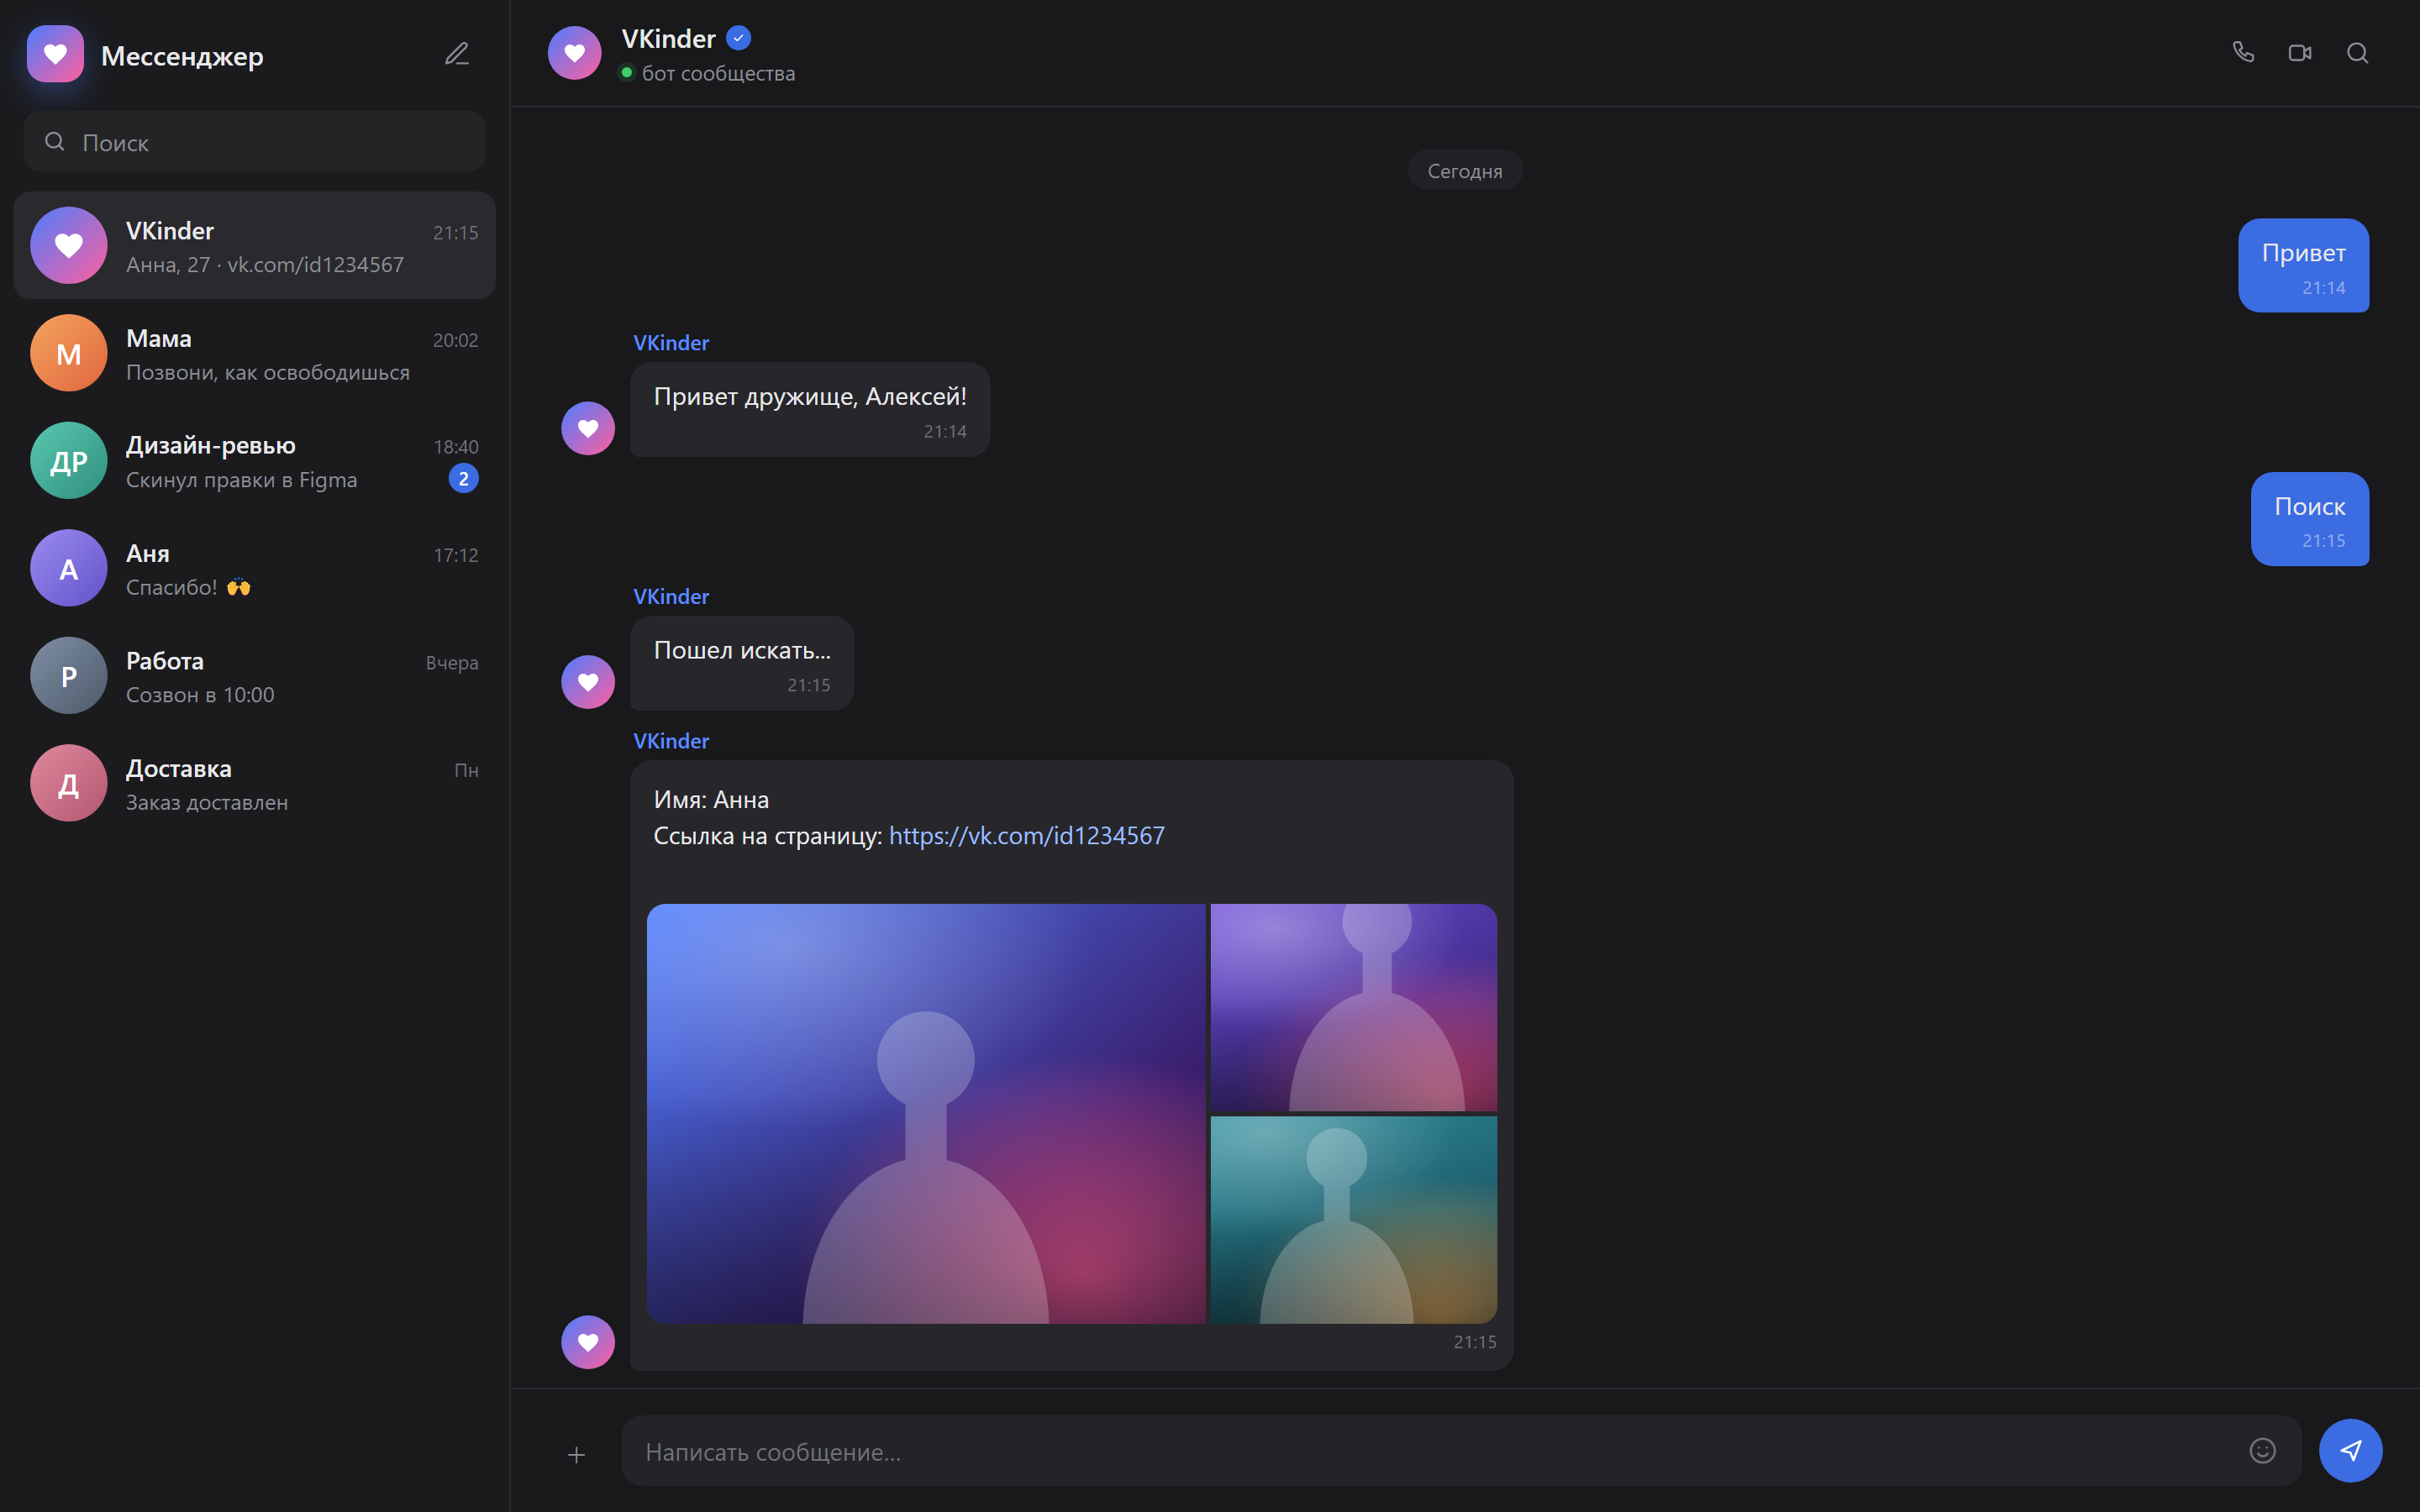 Мессенджер
Поиск
VKinder 21:15
Анна, 27 · vk.com/id1234567
М
Мама 20:02
Позвони, как освободишься
ДР
Дизайн-ревью 18:40
Скинул правки в Figma 2
А
Аня 17:12
Спасибо! 🙌
Р
Работа Вчера
Созвон в 10:00
Д
Доставка Пн
Заказ доставлен
VKinder
бот сообщества
Сегодня
Привет
21:14
VKinder
Привет дружище, Алексей!
21:14
Поиск
21:15
VKinder
Пошел искать...
21:15
VKinder
Имя: Анна
Ссылка на страницу: https://vk.com/id1234567
21:15
Написать сообщение...